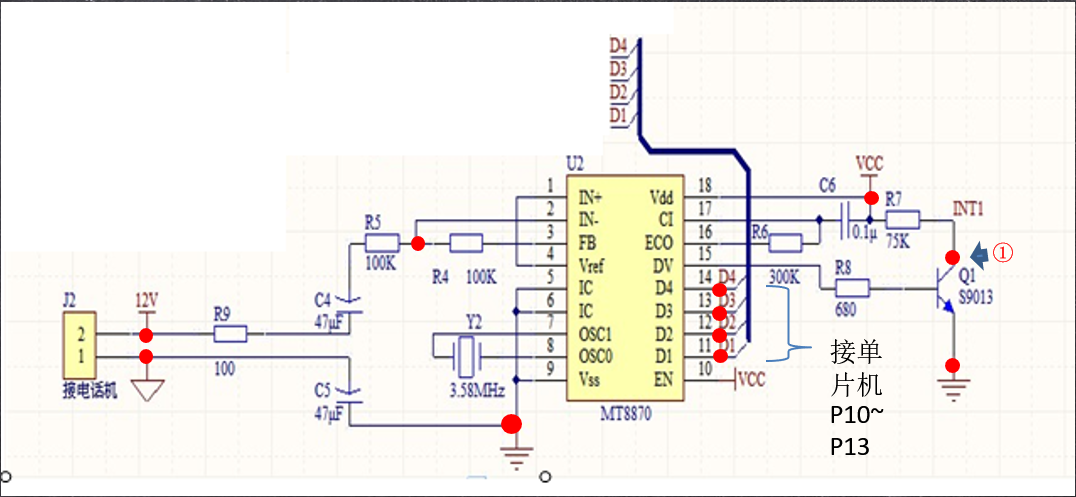 D4
D3
D2
D1
U2
VCC
1
IN+
Vdd
18
C6
2
IN-
CI
17
R7
INT1
R5
3
FB
ECO
16
R6
0.1μ
75K
100K
4
Vref
DV
15
①
R4
100K
5
IC
D4
14
D4
300K
R8
Q1
J2
12V
C4
6
IC
D3
13
D3
680
S9013
R9
47μF
Y2
7
OSC1
D2
12
D2
2
1
8
OSC0
D1
11
D1
接单
片机
P10~
P13
100
9
Vss
EN
10
VCC
接电话机
C5
47μF
3.58MHz
MT8870